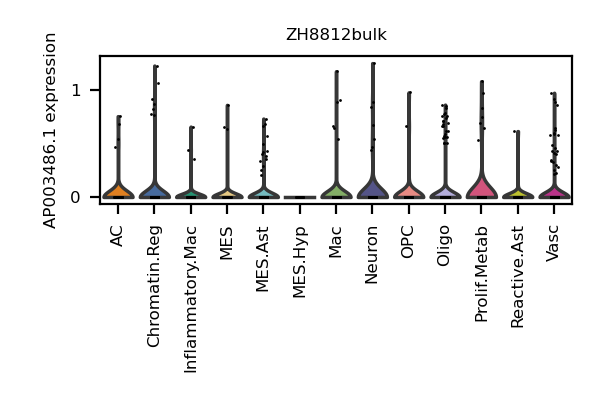 ZH8812bulk
AP003486.1 expression
1
0
AC
Chromatin.Reg
Inflammatory.Mac
MES
MES.Ast
MES.Hyp
Mac
Neuron
OPC
Oligo
Prolif.Metab
Reactive.Ast
Vasc